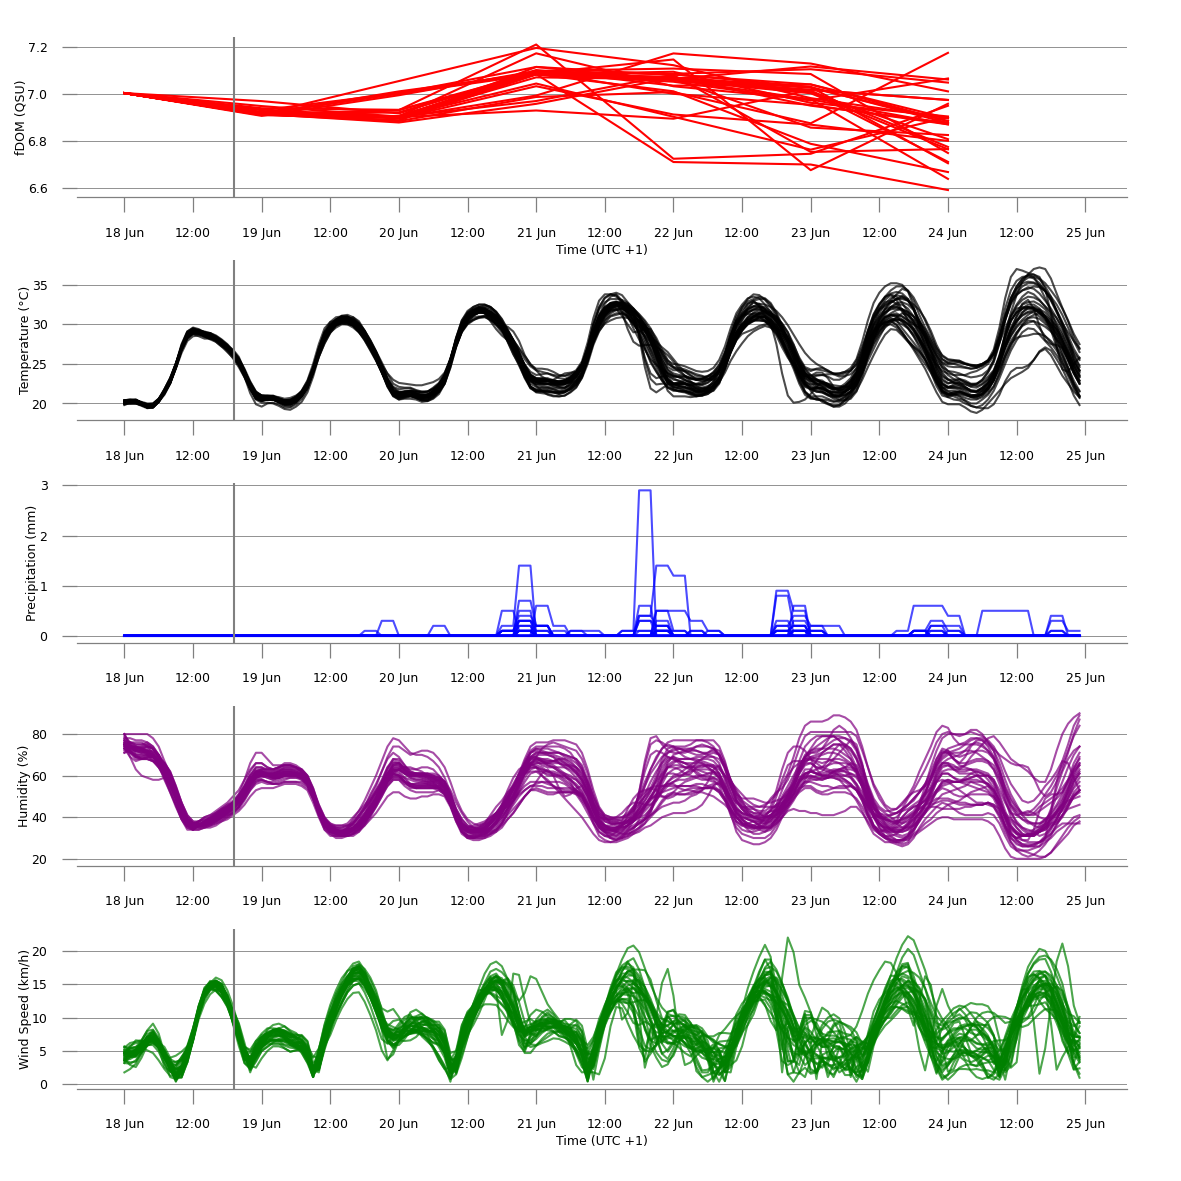 fDOM (QSU)
7.2
7.0
6.8
6.6
18 Jun 12:00 19 Jun 12:00 20 Jun 12:00 21 Jun 12:00 22 Jun 12:00 23 Jun 12:00 24 Jun 12:00 25 Jun
Time (UTC +1)
Temperature (°C)
35
30
25
20
18 Jun 12:00 19 Jun 12:00 20 Jun 12:00 21 Jun 12:00 22 Jun 12:00 23 Jun 12:00 24 Jun 12:00 25 Jun
Precipitation (mm)
3
2
1
0
18 Jun 12:00 19 Jun 12:00 20 Jun 12:00 21 Jun 12:00 22 Jun 12:00 23 Jun 12:00 24 Jun 12:00 25 Jun
Humidity (%)
80
60
40
20
18 Jun 12:00 19 Jun 12:00 20 Jun 12:00 21 Jun 12:00 22 Jun 12:00 23 Jun 12:00 24 Jun 12:00 25 Jun
Wind Speed (km/h)
20
15
10
5
0
18 Jun 12:00 19 Jun 12:00 20 Jun 12:00 21 Jun 12:00 22 Jun 12:00 23 Jun 12:00 24 Jun 12:00 25 Jun
Time (UTC +1)